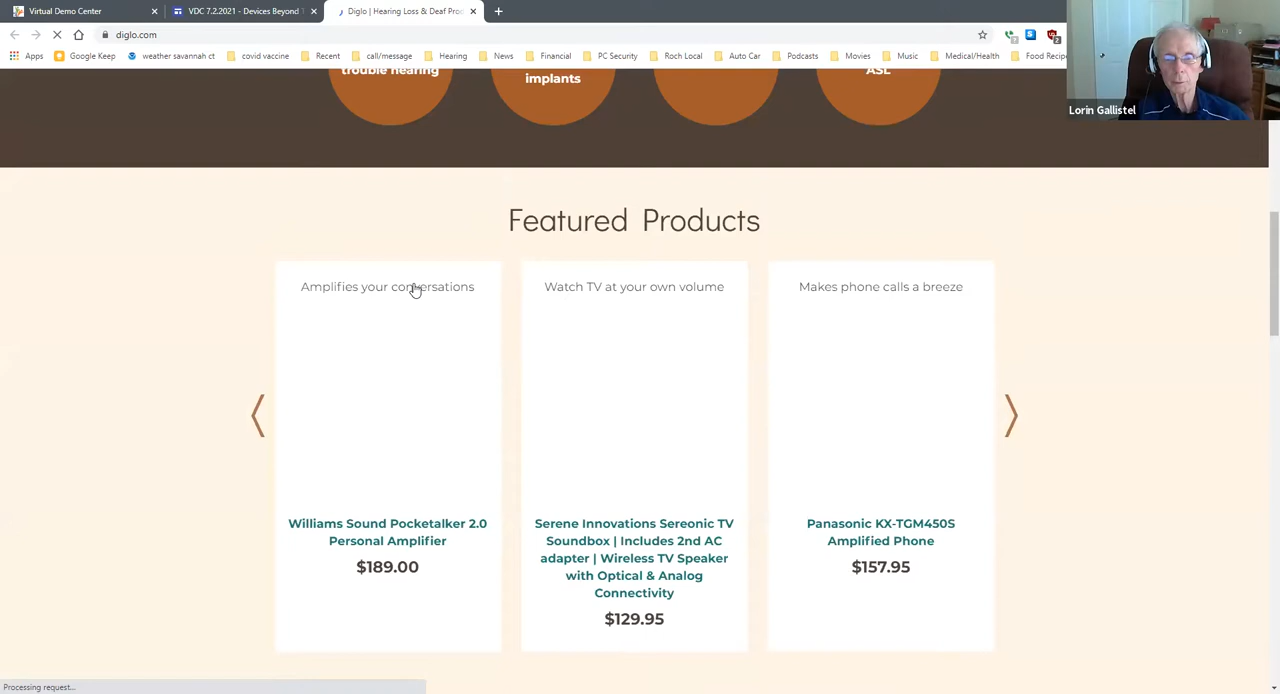 Virtual Demo Center
VDC 7.2.2021 - Devices Beyond T
Diglo | Hearing Loss & Deaf Prod
diglo.com
Apps
Google Keep
weather savannah ct
covid vaccine
Recent
call/message
Hearing
News
Financial
PC Security
Roch Local
Auto Car
Podcasts
Movies
Music
Medical/Health
Food Recipe
Lorin Gallistel
trouble hearing
implants
ASL
Featured Products
Amplifies your conversations
Watch TV at your own volume
Makes phone calls a breeze
Williams Sound Pocketalker 2.0
Personal Amplifier
$189.00
Serene Innovations Sereonic TV
Soundbox | Includes 2nd AC
adapter | Wireless TV Speaker
with Optical & Analog
Connectivity
$129.95
Panasonic KX-TGM450S
Amplified Phone
$157.95
Processing request...